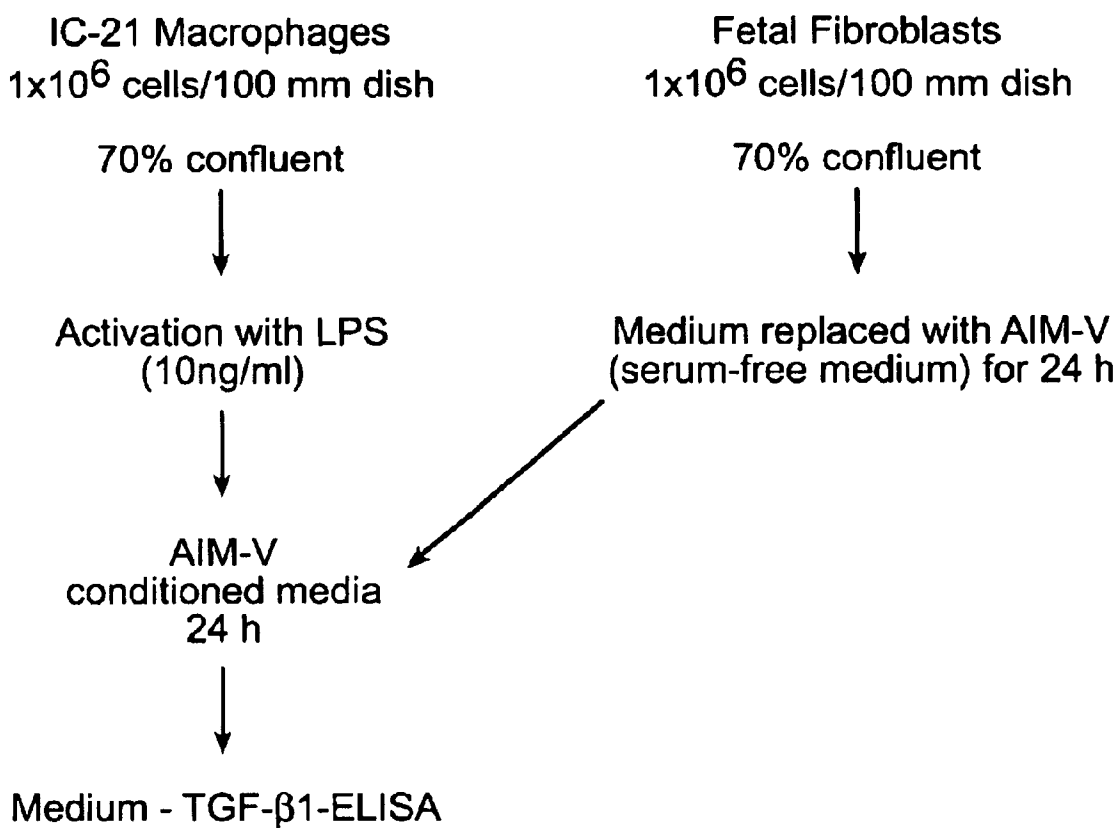 IC-21 Macrophages
1x10⁶ cells/100 mm dish
70% confluent
Activation with LPS
(10ng/ml)
AIM-V
conditioned media
24 h
Medium - TGF-β1-ELISA
Fetal Fibroblasts
1x10⁶ cells/100 mm dish
70% confluent
Medium replaced with AIM-V
(serum-free medium) for 24 h